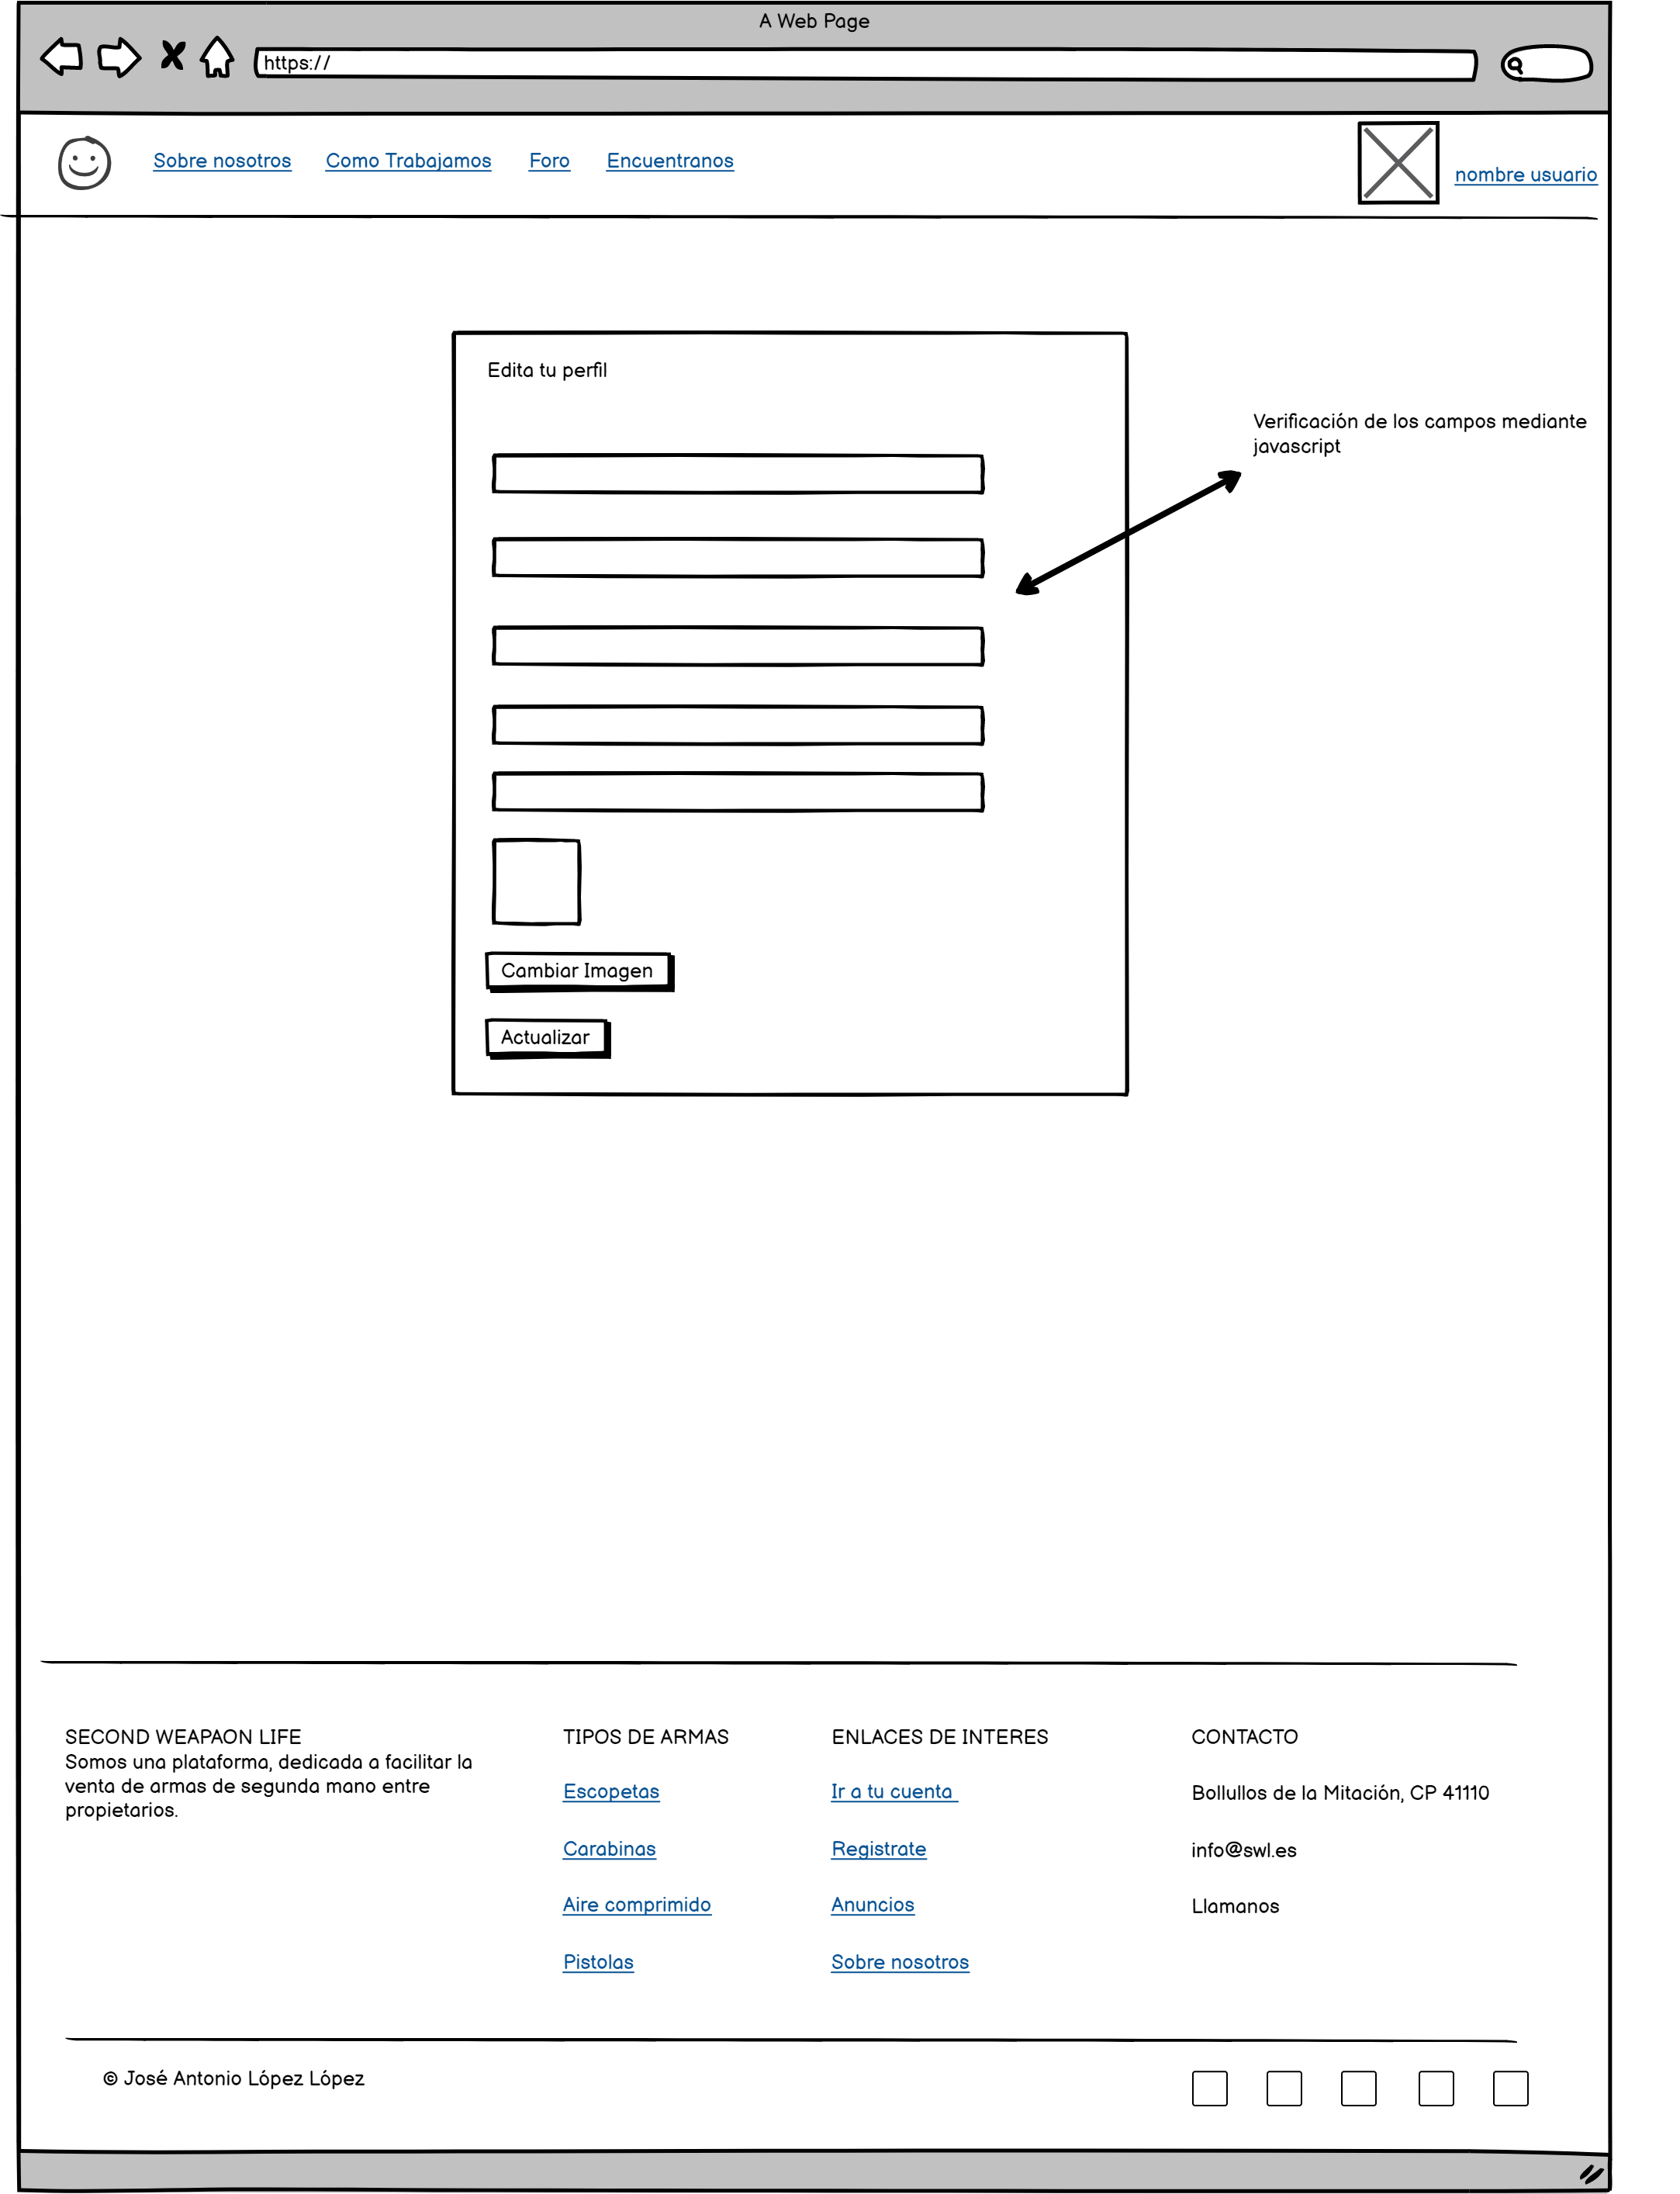 A Web Page
https://
Sobre nosotros Como Trabajamos Foro Encuentranos
nombre usuario
Edita tu perfil
Verificación de los campos mediante
javascript
Cambiar Imagen
Actualizar
SECOND WEAPAON LIFE
Somos una plataforma, dedicada a facilitar la
venta de armas de segunda mano entre
propietarios.
TIPOS DE ARMAS
Escopetas
Carabinas
Aire comprimido
Pistolas
ENLACES DE INTERES
Ir a tu cuenta
Registrate
Anuncios
Sobre nosotros
CONTACTO
Bollullos de la Mitación, CP 41110
info@swl.es
Llamanos
© José Antonio López López